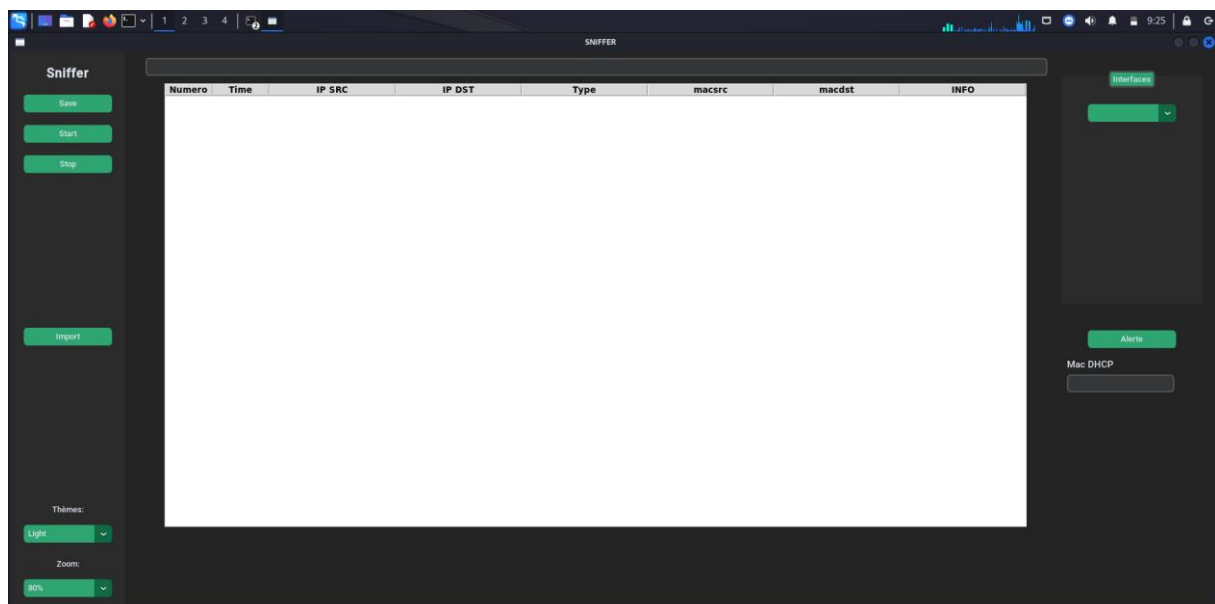 1 2 3 4 2 9:25
SNIFFER
Sniffer
Save
Start
Stop
Import
Thèmes:
Light
Zoom:
80%
Numero Time IP SRC IP DST Type macsrc macdst INFO
Interfaces
Alerte
Mac DHCP